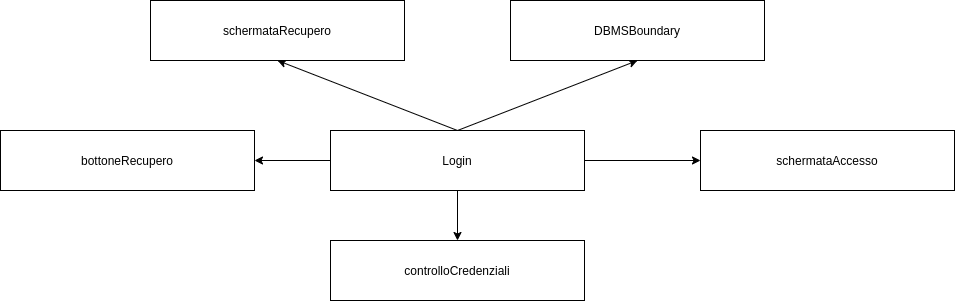 schermataRecupero
DBMSBoundary
bottoneRecupero
Login
schermataAccesso
controlloCredenziali